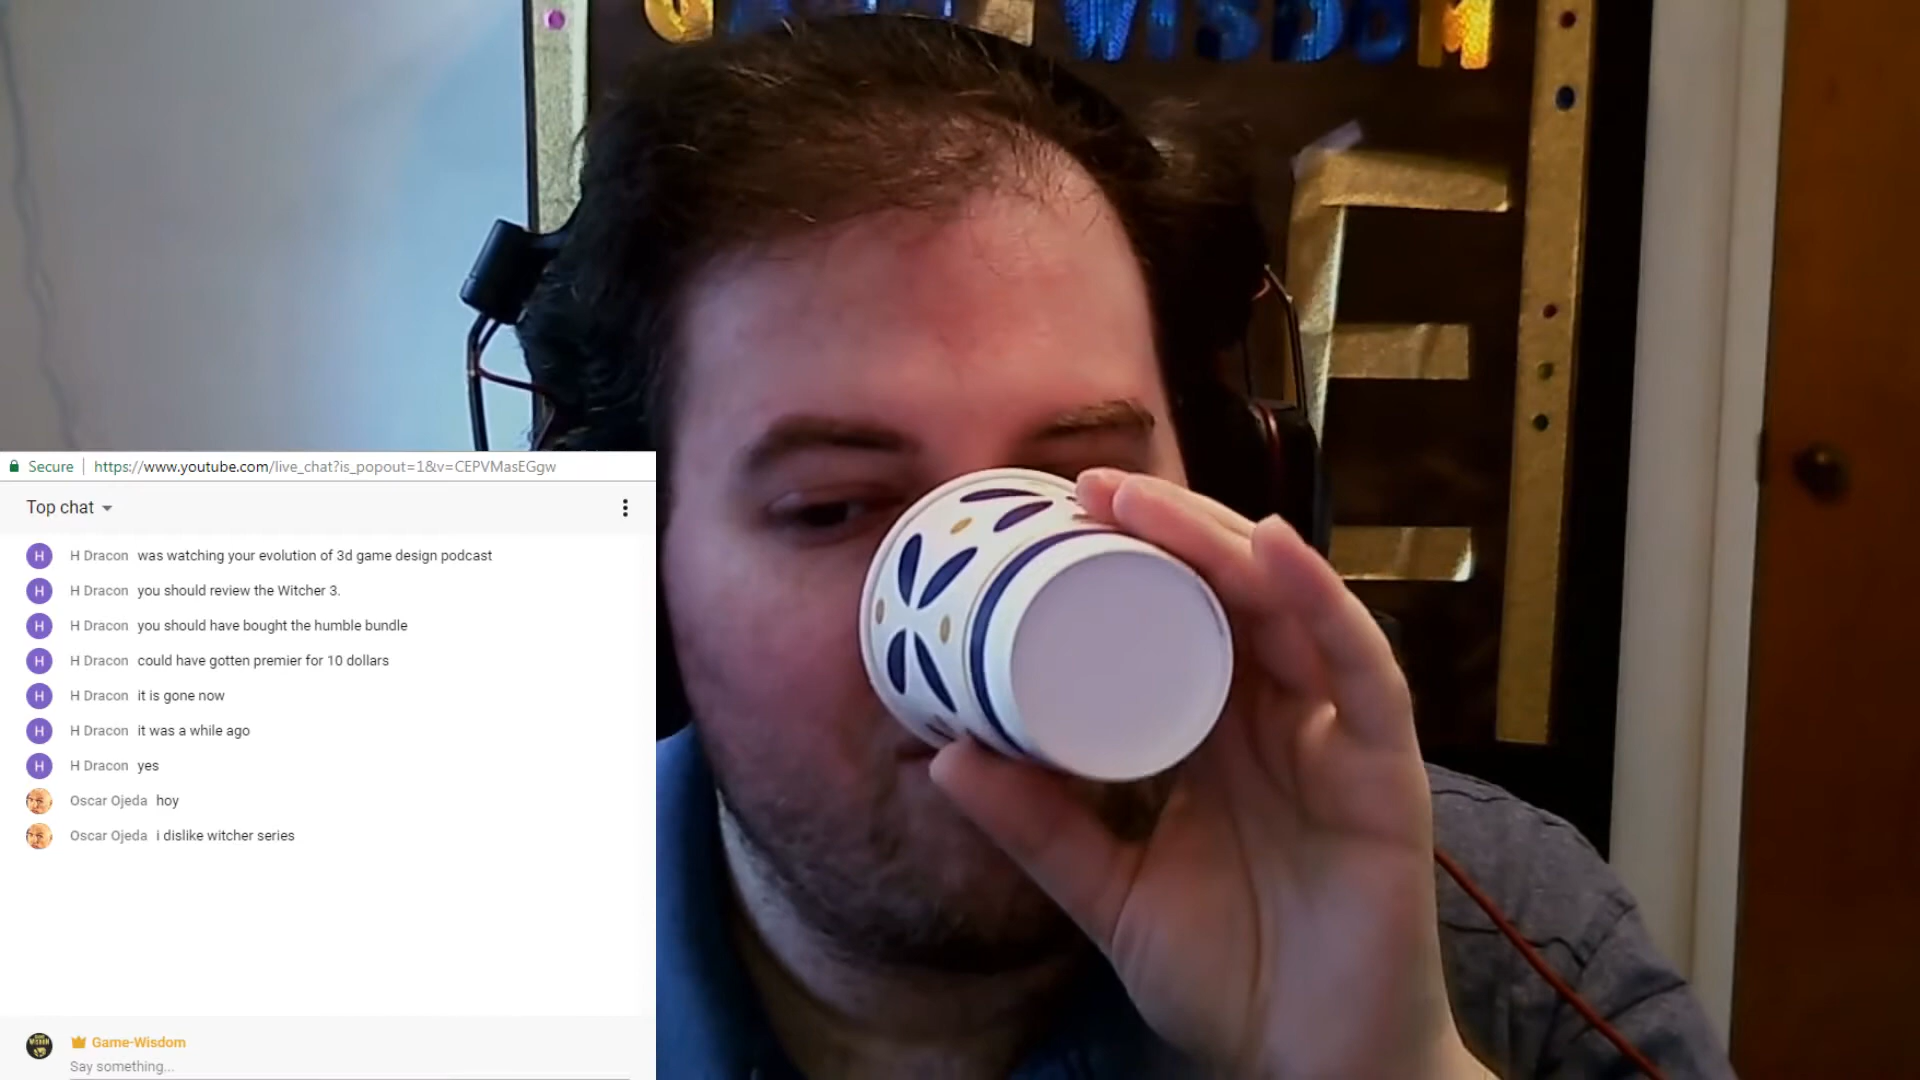 GAME WISDOM
Secure https://www.youtube.com/live_chat?is_popout=1&v=CEPVMasEGgw
Top chat
H H Dracon was watching your evolution of 3d game design podcast
H H Dracon you should review the Witcher 3.
H H Dracon you should have bought the humble bundle
H H Dracon could have gotten premier for 10 dollars
H H Dracon it is gone now
H H Dracon it was a while ago
H H Dracon yes
Oscar Ojeda hoy
Oscar Ojeda i dislike witcher series
Game-Wisdom
Say something...
E